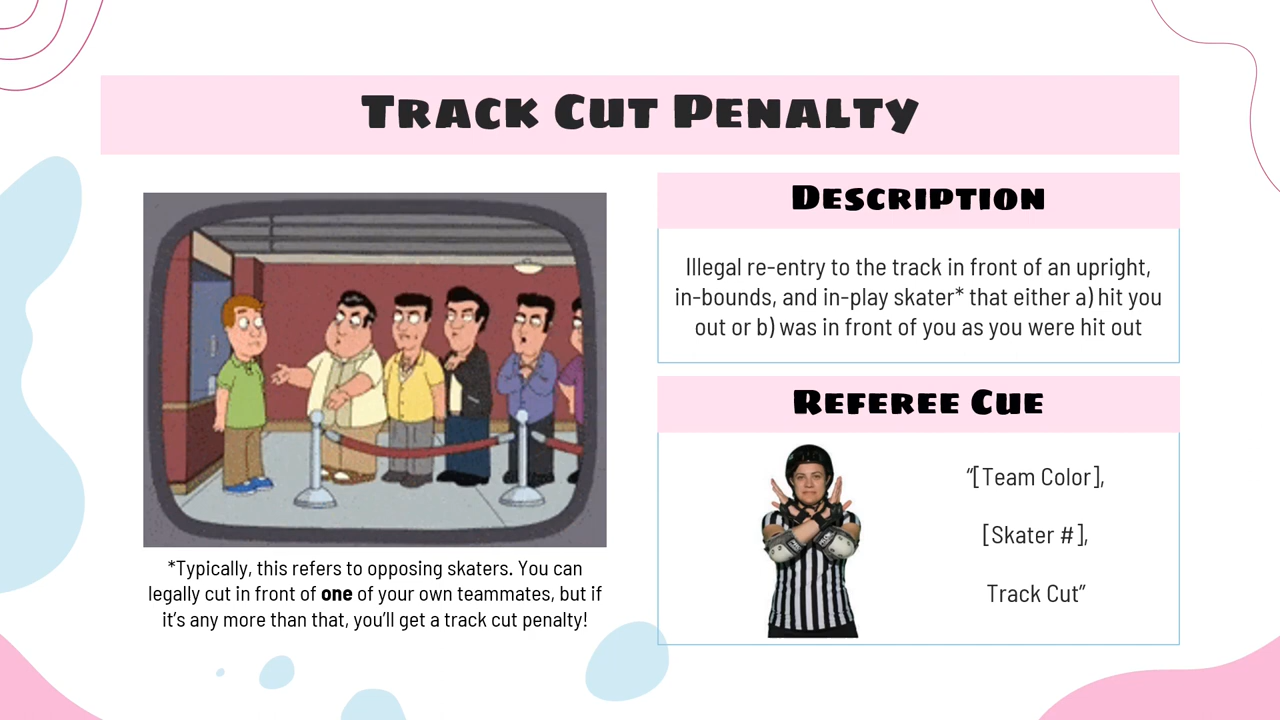 Track Cut Penalty
*Typically, this refers to opposing skaters. You can
legally cut in front of one of your own teammates, but if
it’s any more than that, you’ll get a track cut penalty!
Description
Illegal re-entry to the track in front of an upright,
in-bounds, and in-play skater* that either a) hit you
out or b) was in front of you as you were hit out
Referee Cue
“[Team Color],
[Skater #],
Track Cut”